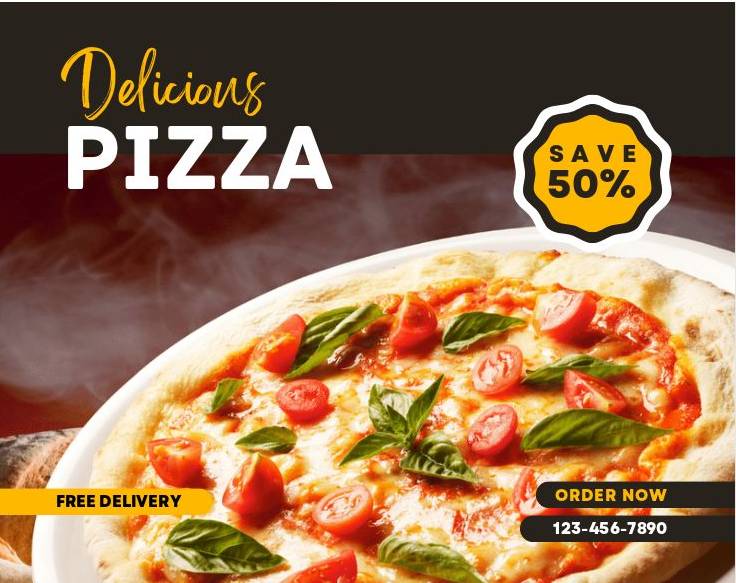 Delicious
PIZZA
SAVE
50%
FREE DELIVERY
ORDER NOW
123-456-7890